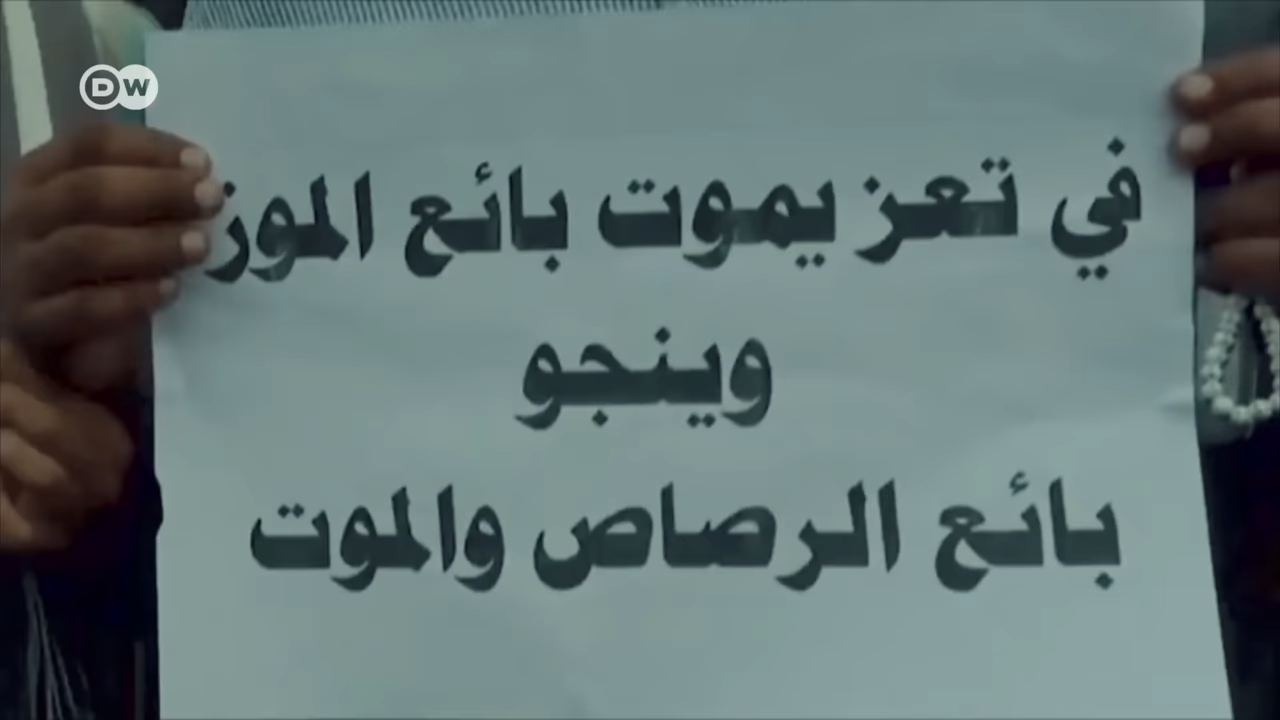 DW
في تعز يموت بائع الموز
وينجو
بائع الرصاص والموت